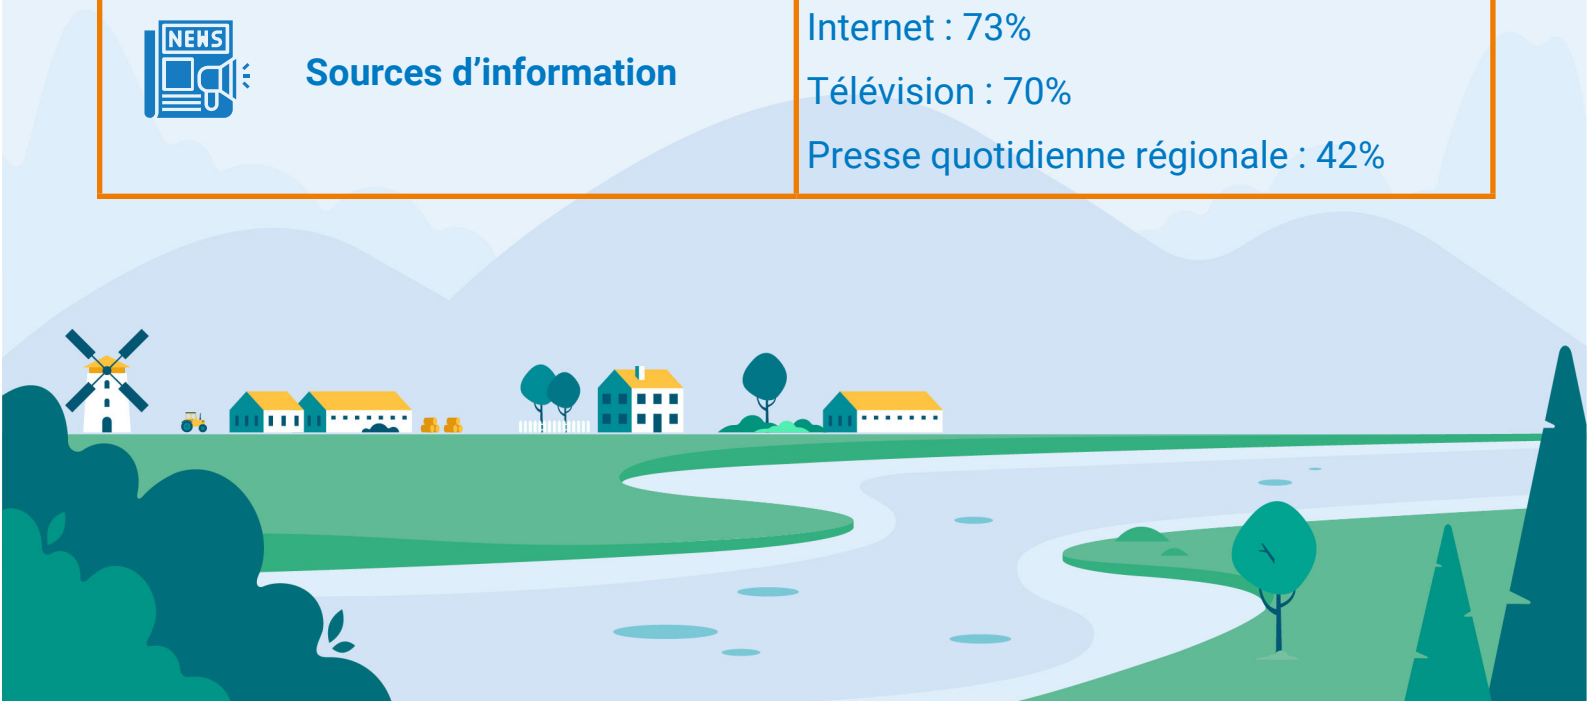 NEWS
Sources d’information
Internet : 73%
Télévision : 70%
Presse quotidienne régionale : 42%